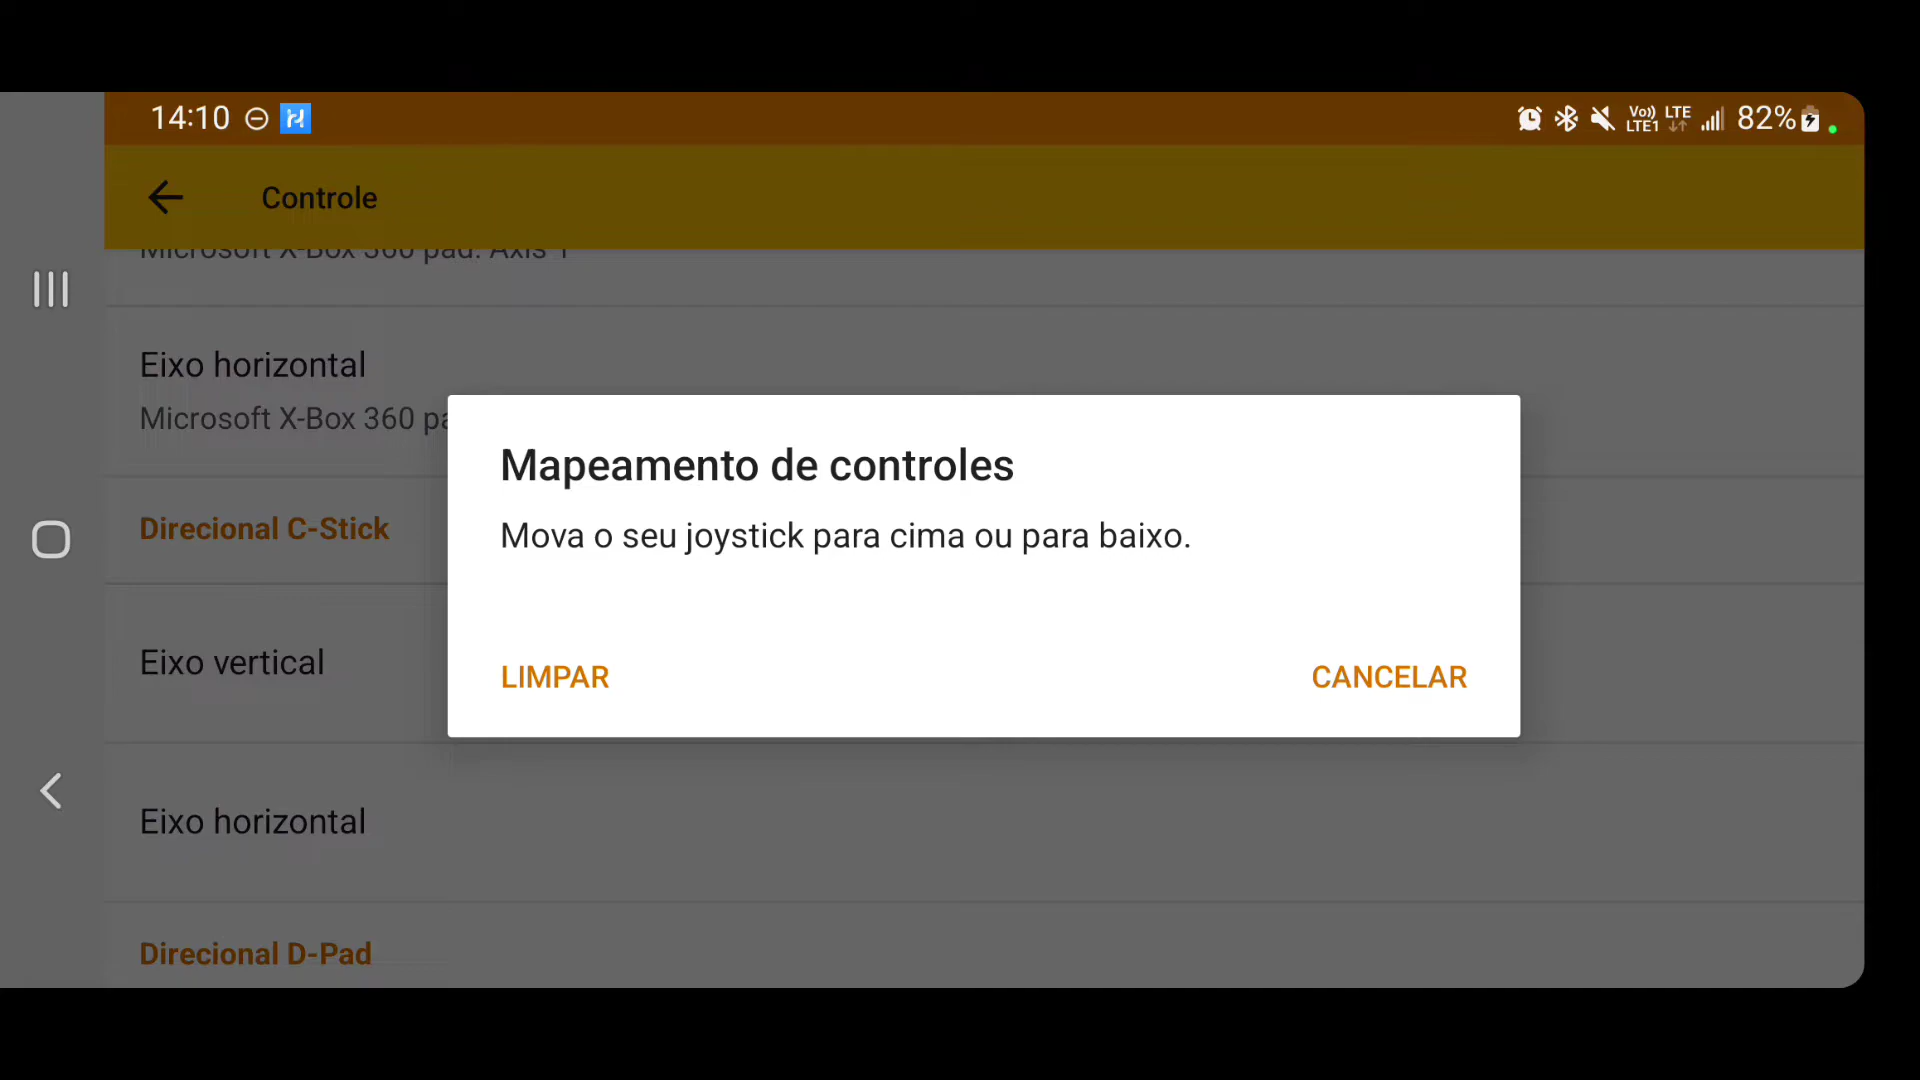 14:10
Vo)) LTE
LTE1
82%
Controle
Microsoft X-Box 360 pad: Axis 1
Eixo horizontal
Microsoft X-Box 360
Direcional C-Stick
Eixo vertical
Eixo horizontal
Direcional D-Pad
Mapeamento de controles
Mova o seu joystick para cima ou para baixo.
LIMPAR
CANCELAR